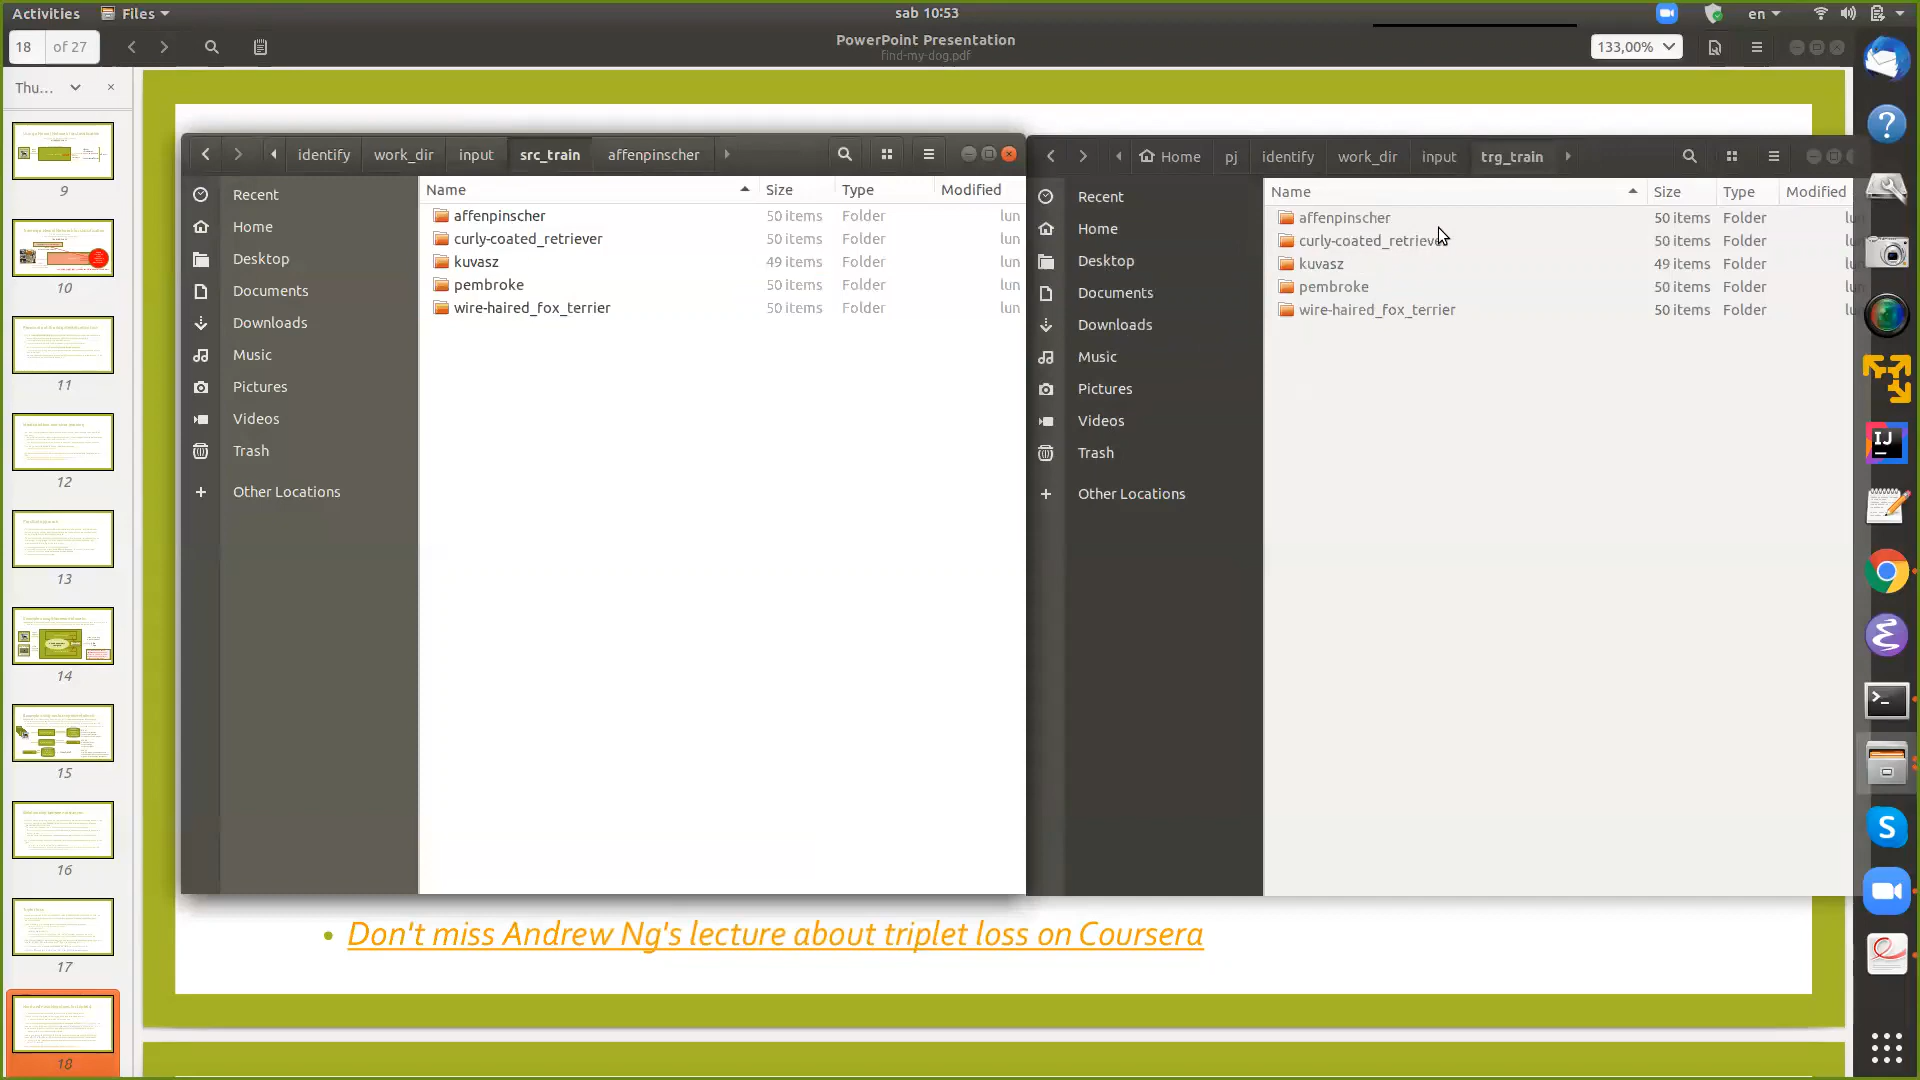 Activities Files sab 10:53 en
18 of 27 PowerPoint Presentation 133,00%
find-my-dog.pdf
Thu...
9
10
11
12
13
14
15
16
17
18
identify work_dir input src_train affenpinscher
Name Size Type Modified
Recent
Home
Desktop
Documents
Downloads
Music
Pictures
Videos
Trash
Other Locations
affenpinscher 50 items Folder lun
curly-coated_retriever 50 items Folder lun
kuvasz 49 items Folder lun
pembroke 50 items Folder lun
wire-haired_fox_terrier 50 items Folder lun
Home pj identify work_dir input trg_train
Name Size Type Modified
Recent
Home
Desktop
Documents
Downloads
Music
Pictures
Videos
Trash
Other Locations
affenpinscher 50 items Folder
curly-coated_retriever 50 items Folder
kuvasz 49 items Folder
pembroke 50 items Folder
wire-haired_fox_terrier 50 items Folder
Don't miss Andrew Ng's lecture about triplet loss on Coursera